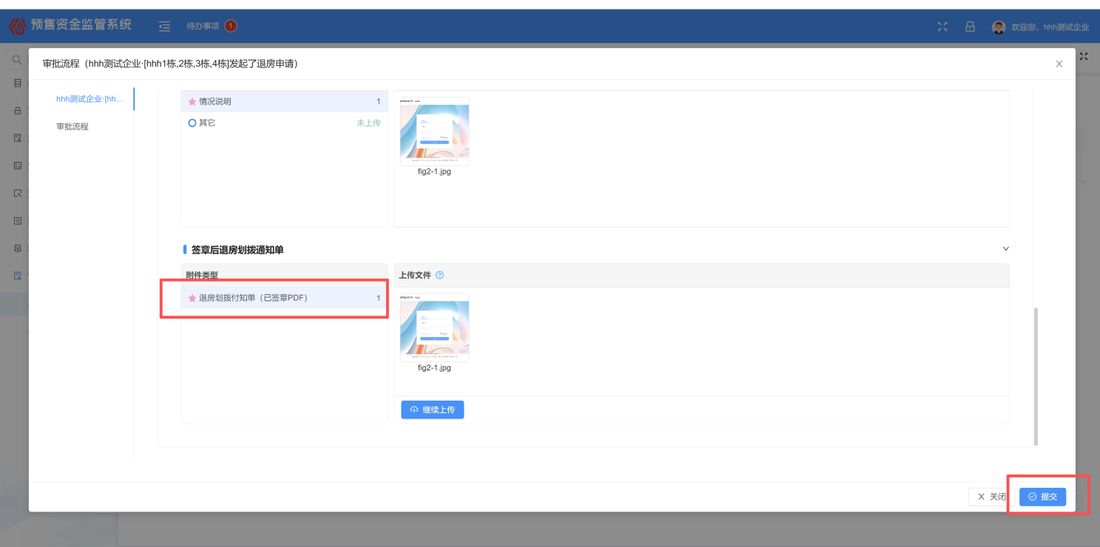 预售资金监管系统
待办事项 1
欢迎您，hhh测试企业
审批流程（hhh测试企业·[hhh1栋,2栋,3栋,4栋]发起了退房申请）
hhh测试企业·[hh...
审批流程
情况说明 1
其它 未上传
fig2-1.jpg
签章后退房划拨通知单
附件类型
上传文件
退房划拨付知单（已签章PDF） 1
fig2-1.jpg
继续上传
关闭
提交